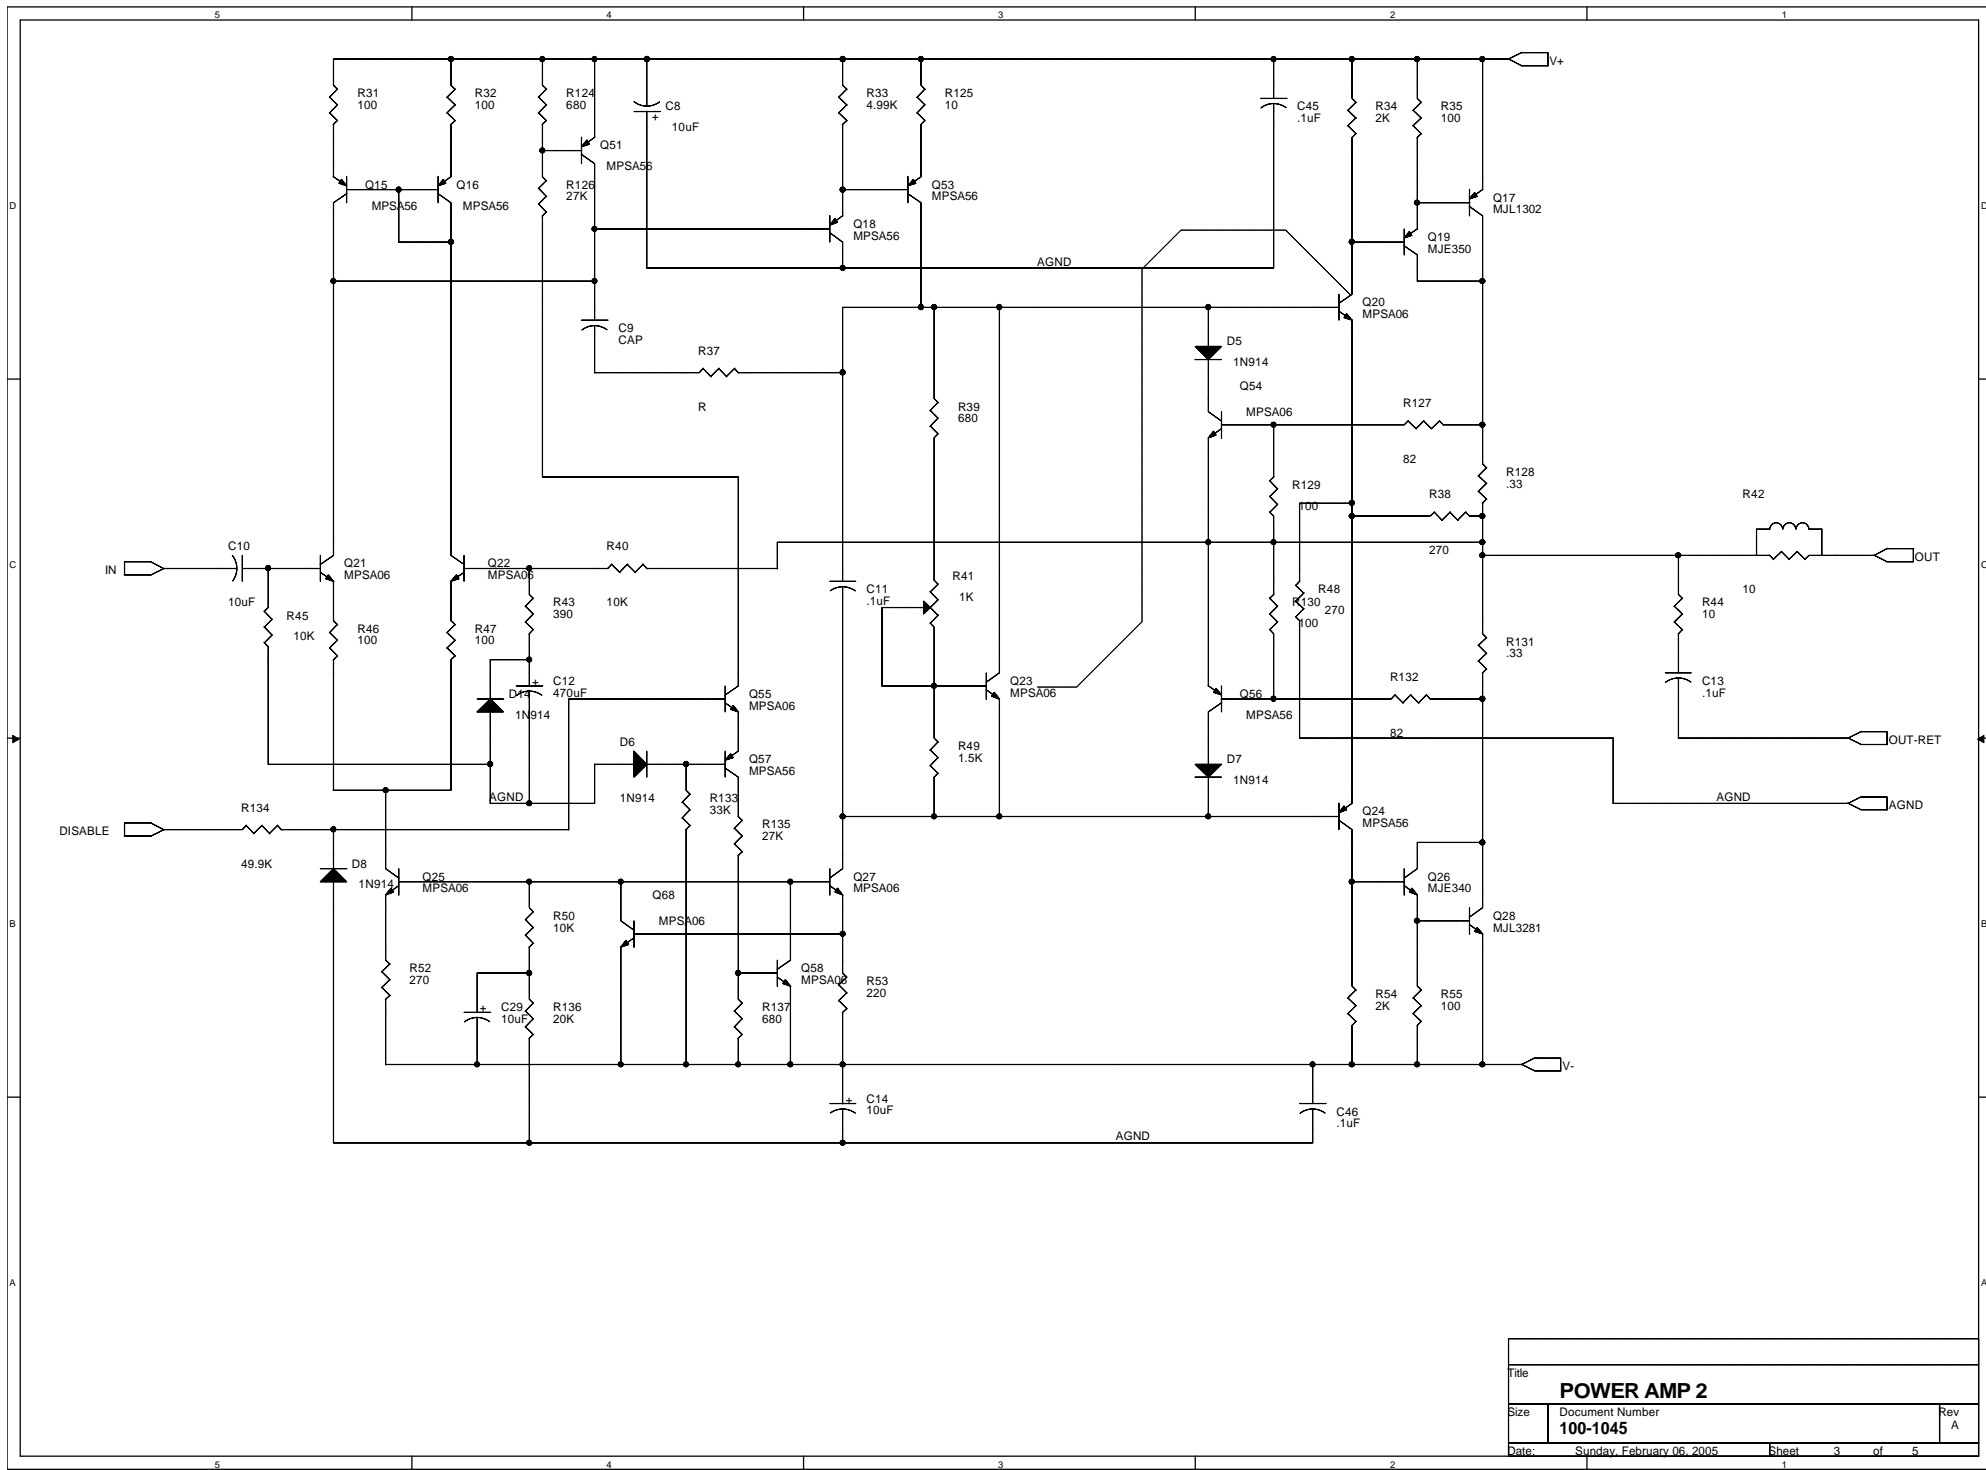 5
4
3
2
1
D
C
B
A
D
C
B
A
V+
R31
100
R32
100
R124
680
C8
10uF
+
R33
4.99K
R125
10
C45
.1uF
R34
2K
R35
100
Q51
MPSA56
R126
27K
Q15
MPSA56
Q16
MPSA56
Q53
MPSA56
Q18
MPSA56
Q17
MJL1302
Q19
MJE350
AGND
Q20
MPSA06
C9
CAP
R37
R
D5
1N914
Q54
MPSA06
R39
680
R127
82
R128
.33
R129
100
R38
270
R42
10
C10
10uF
IN
Q21
MPSA06
Q22
MPSA06
R40
10K
C11
.1uF
R41
1K
OUT
R45
10K
R46
100
R47
100
R43
390
R130
100
R48
270
R44
10
R131
.33
C12
470uF
+
D14
1N914
Q55
MPSA06
Q23
MPSA06
Q56
MPSA56
R132
82
C13
.1uF
OUT-RET
D6
1N914
Q57
MPSA56
R49
1.5K
D7
1N914
AGND
R133
33K
R135
27K
Q24
MPSA56
AGND
AGND
R134
49.9K
DISABLE
D8
1N914
Q25
MPSA06
Q68
MPSA06
Q27
MPSA06
Q26
MJE340
Q28
MJL3281
R50
10K
R52
270
C29
10uF
+
R136
20K
Q58
MPSA06
R137
680
R53
220
R54
2K
R55
100
V-
C14
10uF
+
C46
.1uF
AGND
Title
POWER AMP 2
Size
Document Number
Rev
100-1045
A
Date:
Sunday, February 06, 2005
Sheet
3
of
5
5
4
3
2
1